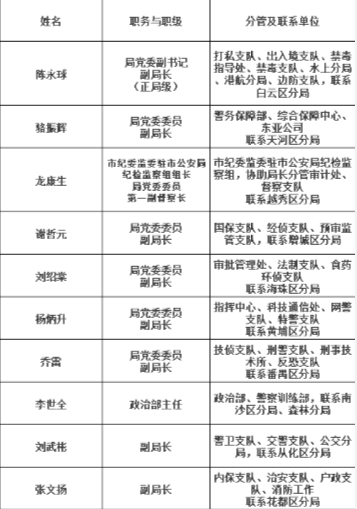 姓名
职务与职级
分管及联系单位
陈永球
局党委副书记
副局长
（正局级）
打私支队、出入境支队、禁毒
指导处、禁毒支队、水上分局
、港航分局、边防支队，联系
白云区分局
骆振辉
局党委委员
副局长
警务保障部、综合保障中心、
东业公司
联系天河区分局
龙康生
市纪委监委驻市公安局
纪检监察组组长
局党委委员
第一副督察长
市纪委监委驻市公安局纪检监
察组，协助局长分管审计处、
督察支队
联系越秀区分局
谢哲元
局党委委员
副局长
国保支队、经侦支队、预审监
管支队，联系增城区分局
刘绍棠
局党委委员
副局长
审批管理处、法制支队、食药
环侦支队
联系海珠区分局
杨炳升
局党委委员
副局长
指挥中心、科技通信处、网警
支队、特警支队
联系黄埔区分局
乔雷
局党委委员
副局长
技侦支队、刑警支队、刑事技
术所、反恐支队
联系番禺区分局
李世全
政治部主任
政治部、警察训练部，联系南
沙区分局、森林分局
刘武彬
副局长
警卫支队、交警支队、公交分
局，联系从化区分局
张文扬
副局长
内保支队、治安支队、户政支
队、消防工作
联系花都区分局